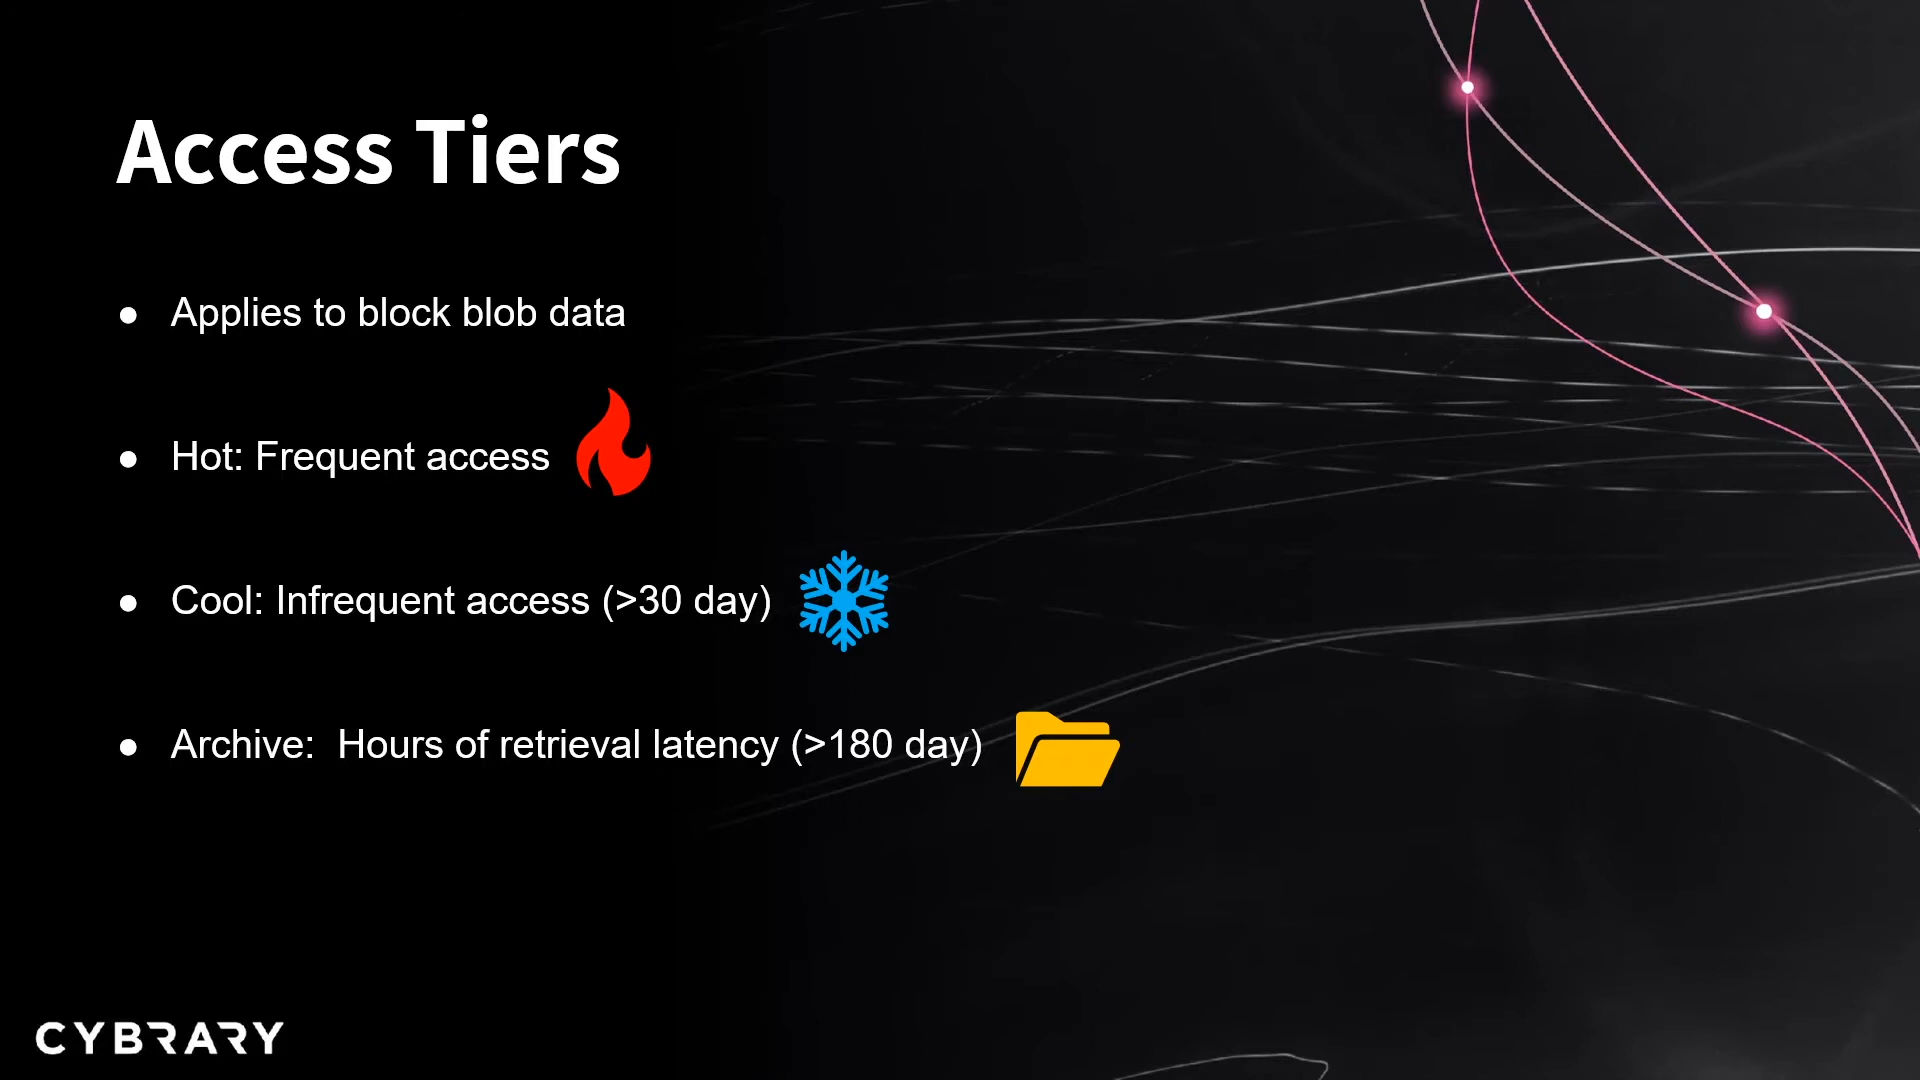 Access Tiers
● Applies to block blob data
● Hot: Frequent access
● Cool: Infrequent access (>30 day)
● Archive:  Hours of retrieval latency (>180 day)
CYBRARY